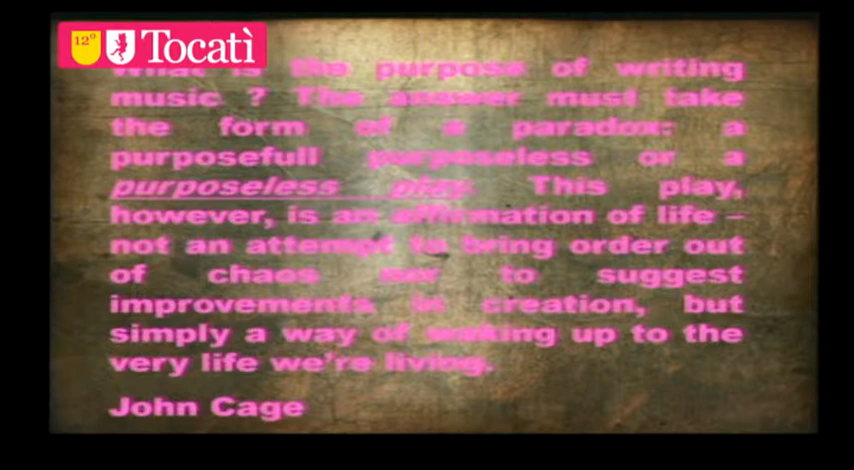 12°
Tocatì
What is the purpose of writing
music ? The answer must take
the form of a paradox: a
purposefull purposeless or a
purposeless play. This play,
however, is an affirmation of life –
not an attempt to bring order out
of chaos nor to suggest
improvements in creation, but
simply a way of waking up to the
very life we're living.
John Cage